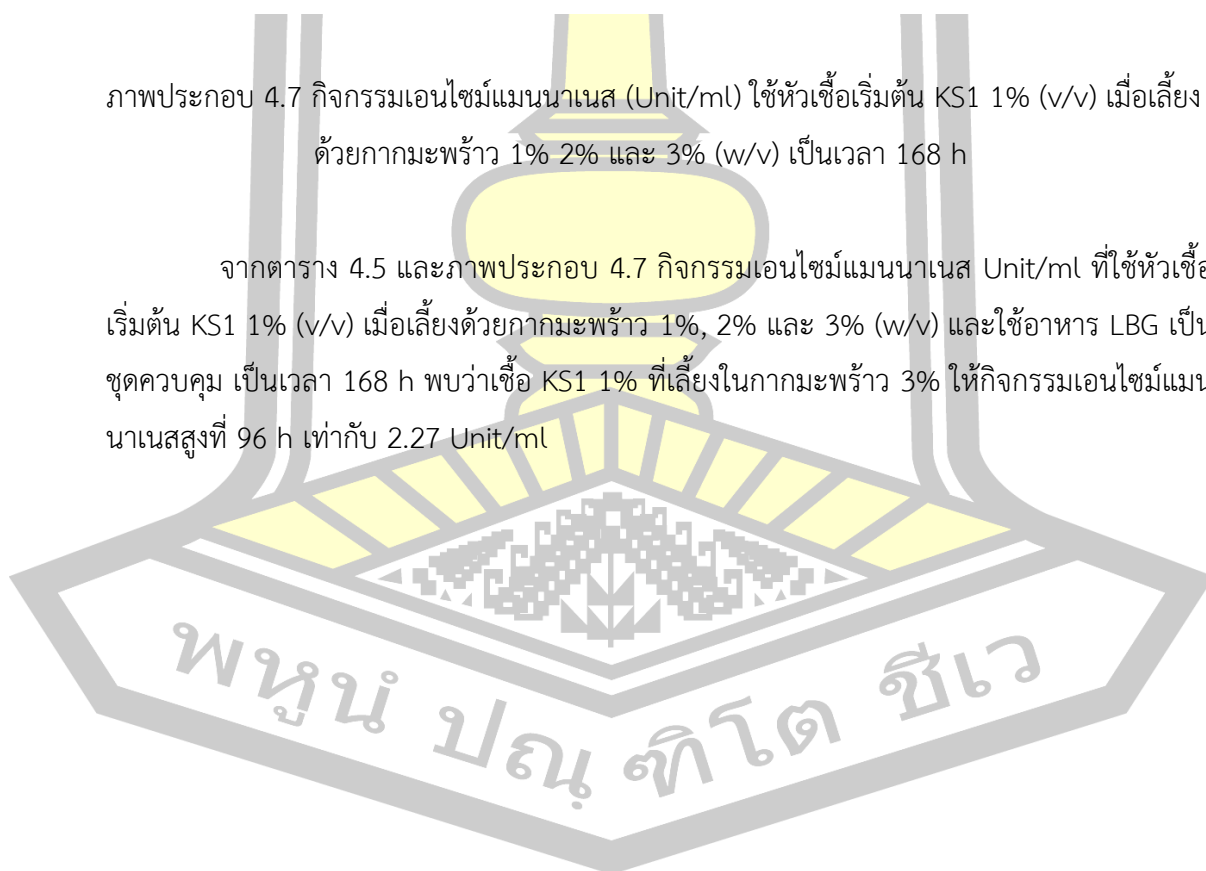 ภาพประกอบ 4.7 กิจกรรมเอนไซม์แมนนาเนส (Unit/ml) ใช้หัวเชื้อเริ่มต้น KS1 1% (v/v) เมื่อเลี้ยง
ด้วยกากมะพร้าว 1% 2% และ 3% (w/v) เป็นเวลา 168 h
จากตาราง 4.5 และภาพประกอบ 4.7 กิจกรรมเอนไซม์แมนนาเนส Unit/ml ที่ใช้หัวเชื้อ
เริ่มต้น KS1 1% (v/v) เมื่อเลี้ยงด้วยกากมะพร้าว 1%, 2% และ 3% (w/v) และใช้อาหาร LBG เป็น
ชุดควบคุม เป็นเวลา 168 h พบว่าเชื้อ KS1 1% ที่เลี้ยงในกากมะพร้าว 3% ให้กิจกรรมเอนไซม์แมน
นาเนสสูงที่ 96 h เท่ากับ 2.27 Unit/ml
พหูนํ ปณฺฑิโต ชีเว